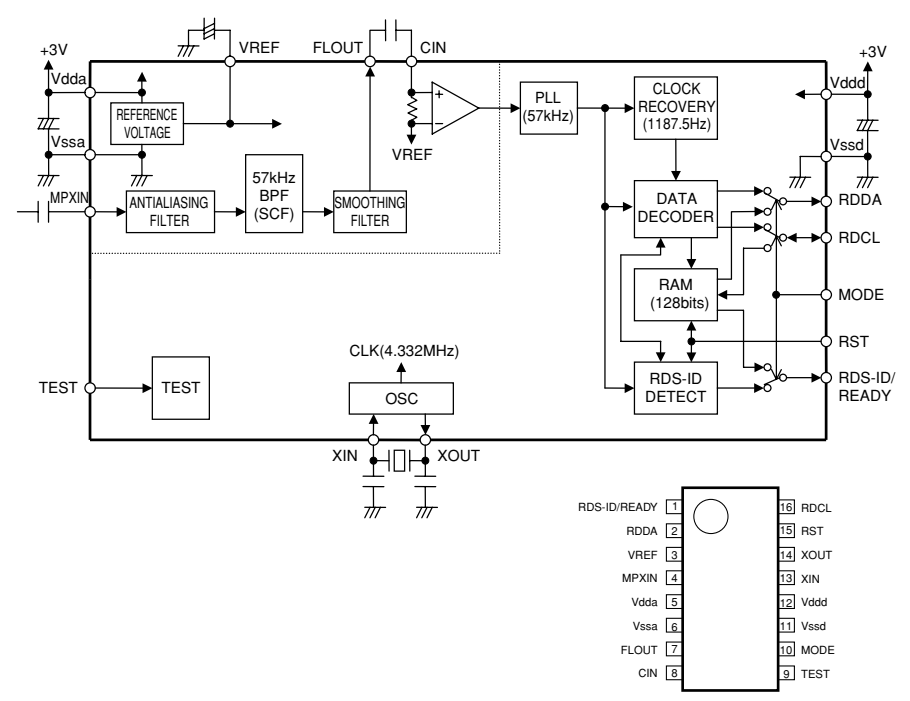 +3V
VREF
FLOUT
CIN
+3V
Vdda
Vddd
REFERENCE
VOLTAGE
+
−
VREF
PLL
(57kHz)
CLOCK
RECOVERY
(1187.5Hz)
Vssa
Vssd
MPXIN
ANTIALIASING
FILTER
57kHz
BPF
(SCF)
SMOOTHING
FILTER
DATA
DECODER
RDDA
RDCL
RAM
(128bits)
MODE
RST
CLK(4.332MHz)
TEST
TEST
OSC
RDS-ID
DETECT
RDS-ID/
READY
XIN
XOUT
RDS-ID/READY 1
16 RDCL
RDDA 2
15 RST
VREF 3
14 XOUT
MPXIN 4
13 XIN
Vdda 5
12 Vddd
Vssa 6
11 Vssd
FLOUT 7
10 MODE
CIN 8
9 TEST